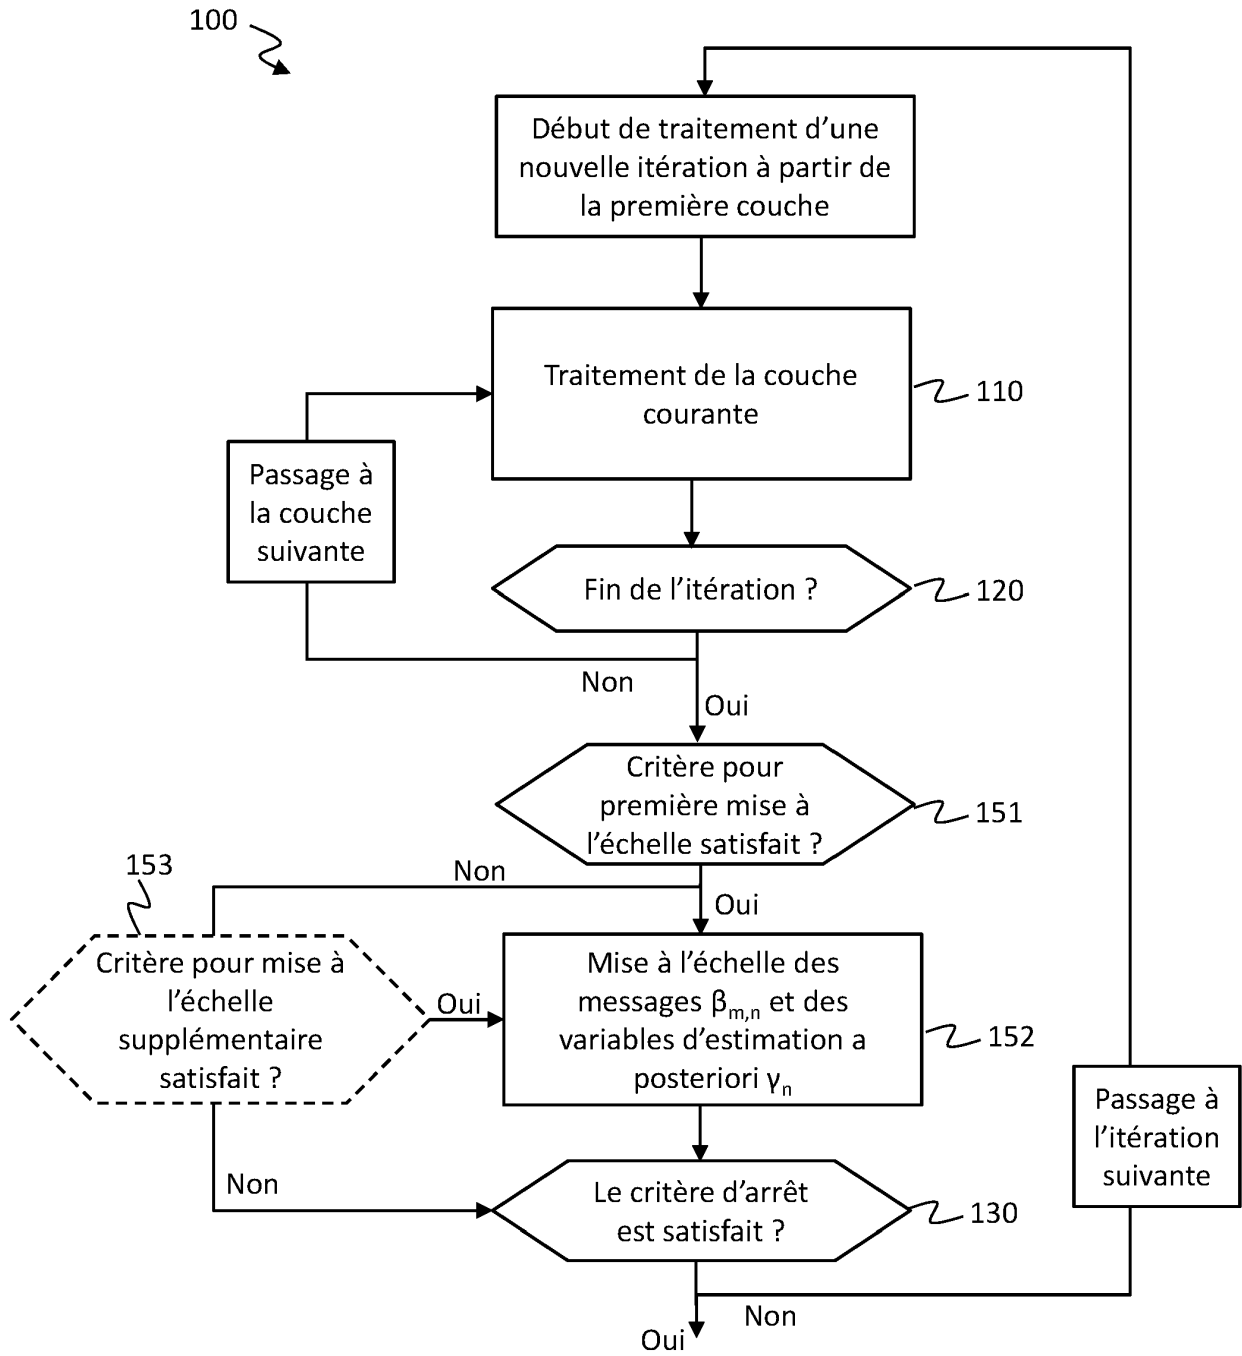 100
Début de traitement d’une
nouvelle itération à partir de
la première couche
Traitement de la couche
courante
110
Passage à
la couche
suivante
Fin de l’itération ?
120
Non
Oui
Critère pour
première mise à
l’échelle satisfait ?
151
Non
Oui
153
Critère pour mise à
l’échelle
supplémentaire
satisfait ?
Oui
Mise à l’échelle des
messages βm,n et des
variables d’estimation a
posteriori γn
152
Non
Le critère d’arrêt
est satisfait ?
130
Passage à
l’itération
suivante
Non
Oui